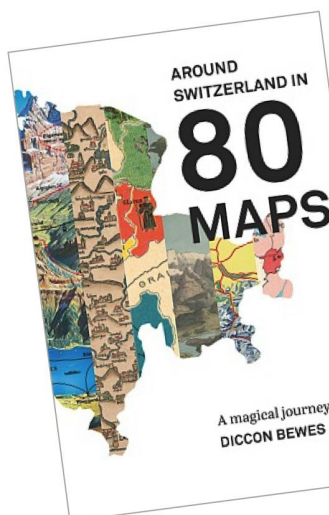 AROUND
SWITZERLAND IN
80
MAPS
A magical journey
DICCON BEWES